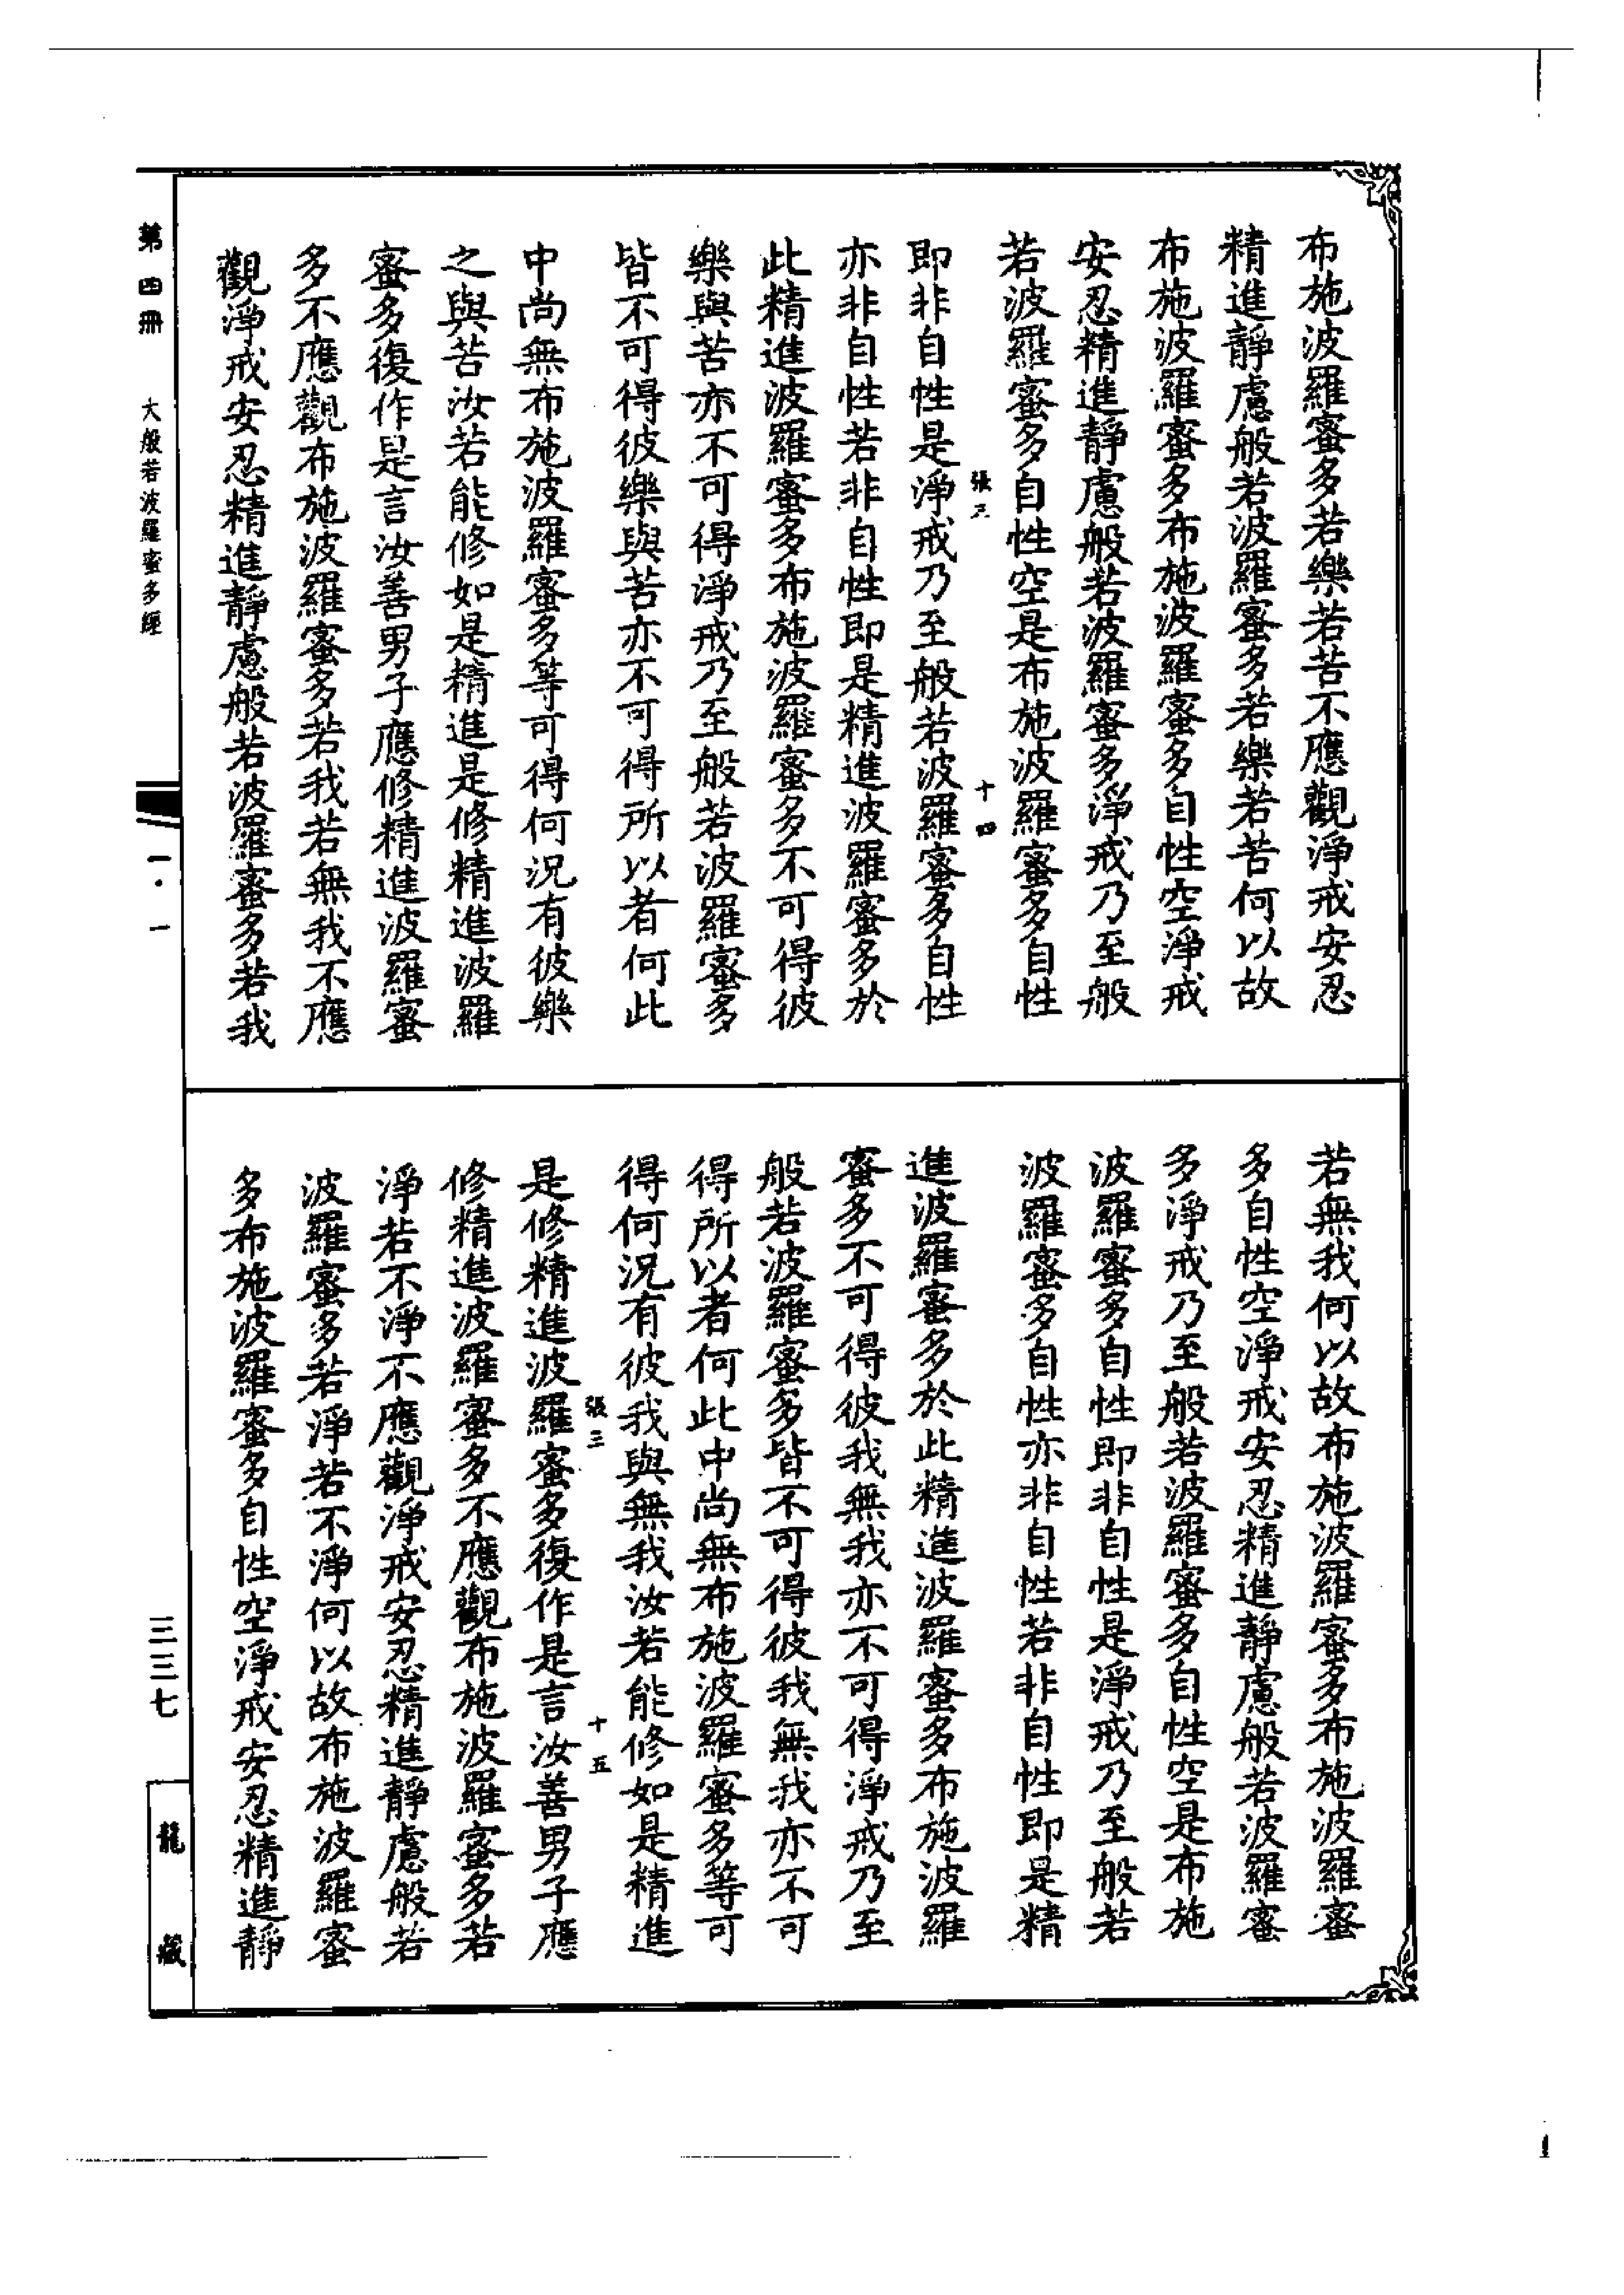 布施波羅蜜多若樂若苦不應觀淨戒安忍
精進靜慮般若波羅蜜多若樂若苦何以故
布施波羅蜜多布施波羅蜜多自性空淨戒
安忍精進靜慮般若波羅蜜多淨戒乃至般
若波羅蜜多自性空是布施波羅蜜多自性
張三 十四
即非自性是淨戒乃至般若波羅蜜多自性
亦非自性若非自性即是精進波羅蜜多於
此精進波羅蜜多布施波羅蜜多不可得彼
樂與苦亦不可得淨戒乃至般若波羅蜜多
皆不可得彼樂與苦亦不可得所以者何此
中尚無布施波羅蜜多等可得何況有彼樂
之與苦汝若能修如是精進是修精進波羅
蜜多復作是言汝善男子應修精進波羅蜜
多不應觀布施波羅蜜多若我若無我不應
觀淨戒安忍精進靜慮般若波羅蜜多若我
若無我何以故布施波羅蜜多布施波羅蜜
多自性空淨戒安忍精進靜慮般若波羅蜜
多淨戒乃至般若波羅蜜多自性空是布施
波羅蜜多自性即非自性是淨戒乃至般若
波羅蜜多自性亦非自性若非自性即是精
進波羅蜜多於此精進波羅蜜多布施波羅
蜜多不可得彼我無我亦不可得淨戒乃至
般若波羅蜜多皆不可得彼我無我亦不可
得所以者何此中尚無布施波羅蜜多等可
得何況有彼我與無我汝若能修如是精進
張三 十五
是修精進波羅蜜多復作是言汝善男子應
修精進波羅蜜多不應觀布施波羅蜜多若
淨若不淨不應觀淨戒安忍精進靜慮般若
波羅蜜多若淨若不淨何以故布施波羅蜜
多布施波羅蜜多自性空淨戒安忍精進靜
第四冊 大般若波羅蜜多經 一·一 三三七 龍藏